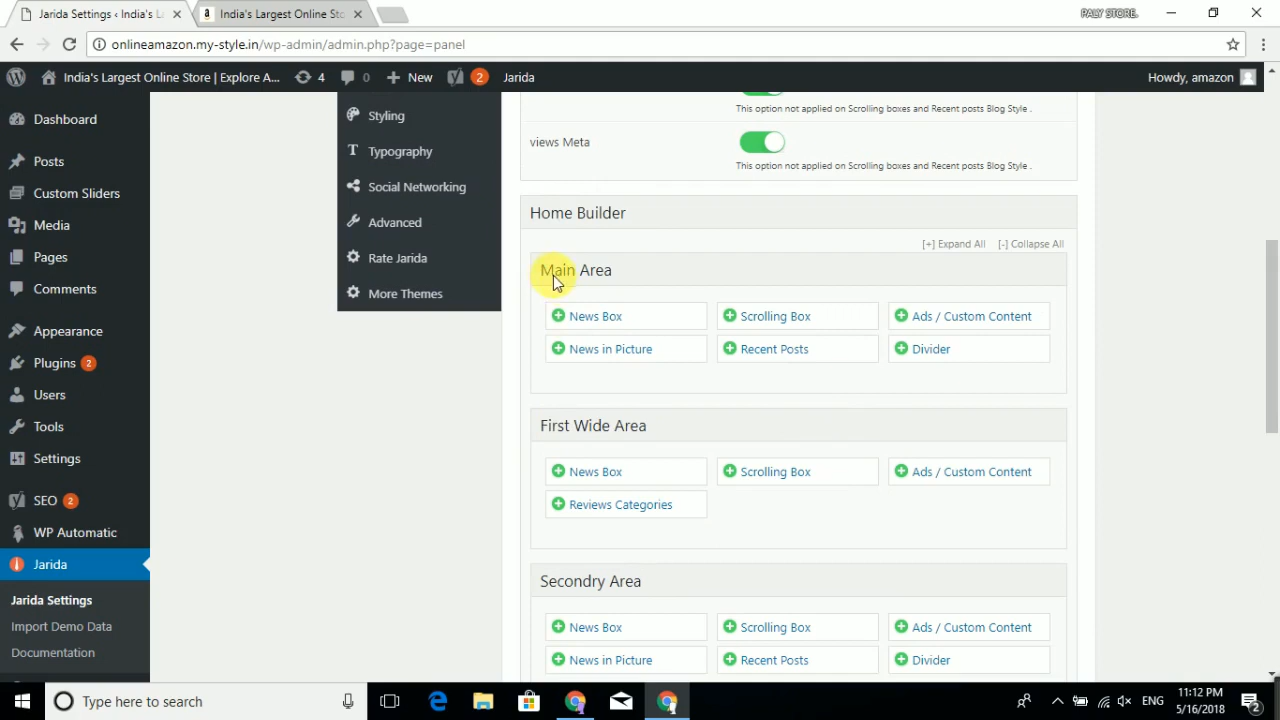 Jarida Settings ‹ India's L
India's Largest Online Sto
PALY STORE.
onlineamazon.my-style.in/wp-admin/admin.php?page=panel
India's Largest Online Store | Explore A...
4
0
New
2
Jarida
Howdy, amazon
Dashboard
Posts
Custom Sliders
Media
Pages
Comments
Appearance
Plugins 2
Users
Tools
Settings
SEO 2
WP Automatic
Jarida
Jarida Settings
Import Demo Data
Documentation
Styling
Typography
Social Networking
Advanced
Rate Jarida
More Themes
This option not applied on Scrolling boxes and Recent posts Blog Style .
views Meta
This option not applied on Scrolling boxes and Recent posts Blog Style .
Home Builder
[+] Expand All [-] Collapse All
Main Area
News Box Scrolling Box Ads / Custom Content
News in Picture Recent Posts Divider
First Wide Area
News Box Scrolling Box Ads / Custom Content
Reviews Categories
Secondry Area
News Box Scrolling Box Ads / Custom Content
News in Picture Recent Posts Divider
Type here to search
ENG
11:12 PM
5/16/2018
2